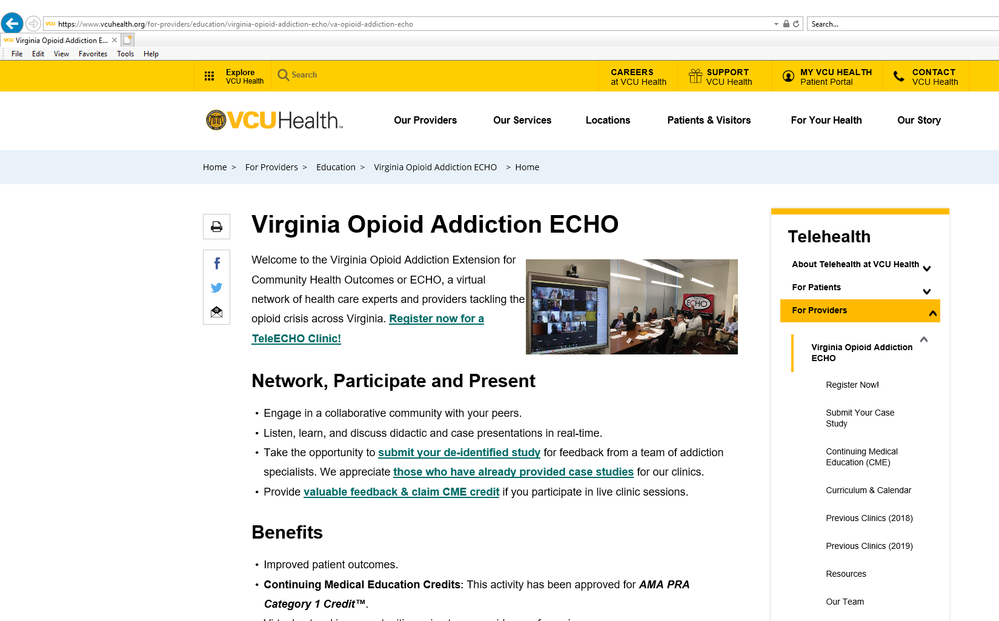 https://www.vcuhealth.org/for-providers/education/virginia-opioid-addiction-echo/va-opioid-addiction-echo
Search...
VCU Virginia Opioid Addiction E...
File Edit View Favorites Tools Help
Explore
VCU Health
Search
CAREERS
at VCU Health
SUPPORT
VCU Health
MY VCU HEALTH
Patient Portal
CONTACT
VCU Health
VCUHealth™
Our Providers Our Services Locations Patients & Visitors For Your Health Our Story
Home > For Providers > Education > Virginia Opioid Addiction ECHO > Home
Virginia Opioid Addiction ECHO
Welcome to the Virginia Opioid Addiction Extension for
Community Health Outcomes or ECHO, a virtual
network of health care experts and providers tackling the
opioid crisis across Virginia. Register now for a
TeleECHO Clinic!
ECHO
Network, Participate and Present
• Engage in a collaborative community with your peers.
• Listen, learn, and discuss didactic and case presentations in real-time.
• Take the opportunity to submit your de-identified study for feedback from a team of addiction
specialists. We appreciate those who have already provided case studies for our clinics.
• Provide valuable feedback & claim CME credit if you participate in live clinic sessions.
Benefits
• Improved patient outcomes.
• Continuing Medical Education Credits: This activity has been approved for AMA PRA
Category 1 Credit™.
Telehealth
About Telehealth at VCU Health
For Patients
For Providers
Virginia Opioid Addiction
ECHO
Register Now!
Submit Your Case
Study
Continuing Medical
Education (CME)
Curriculum & Calendar
Previous Clinics (2018)
Previous Clinics (2019)
Resources
Our Team